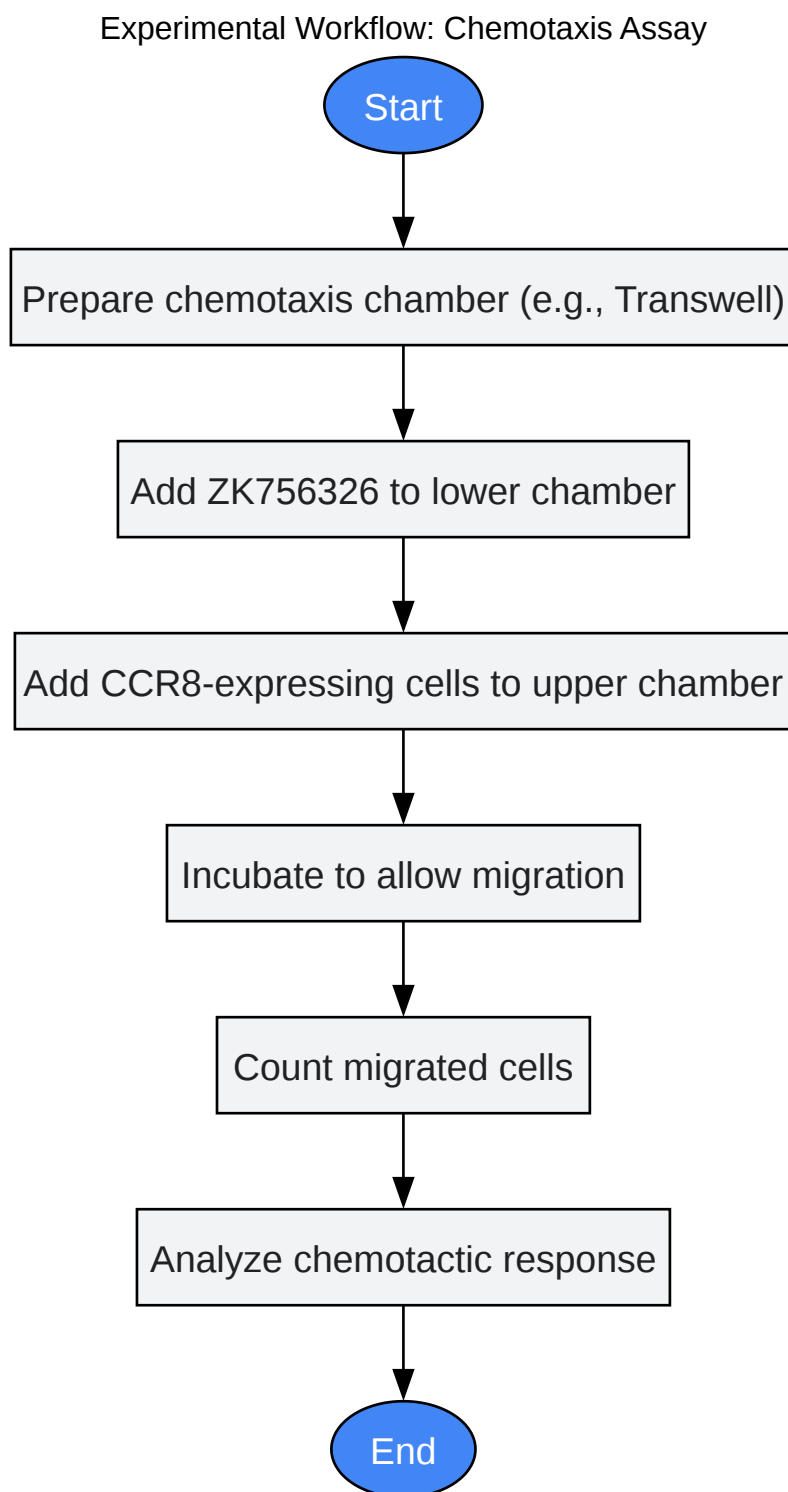 Experimental Workflow: Chemotaxis Assay
Start
Prepare chemotaxis chamber (e.g., Transwell)
Add ZK756326 to lower chamber
Add CCR8-expressing cells to upper chamber
Incubate to allow migration
Count migrated cells
Analyze chemotactic response
End